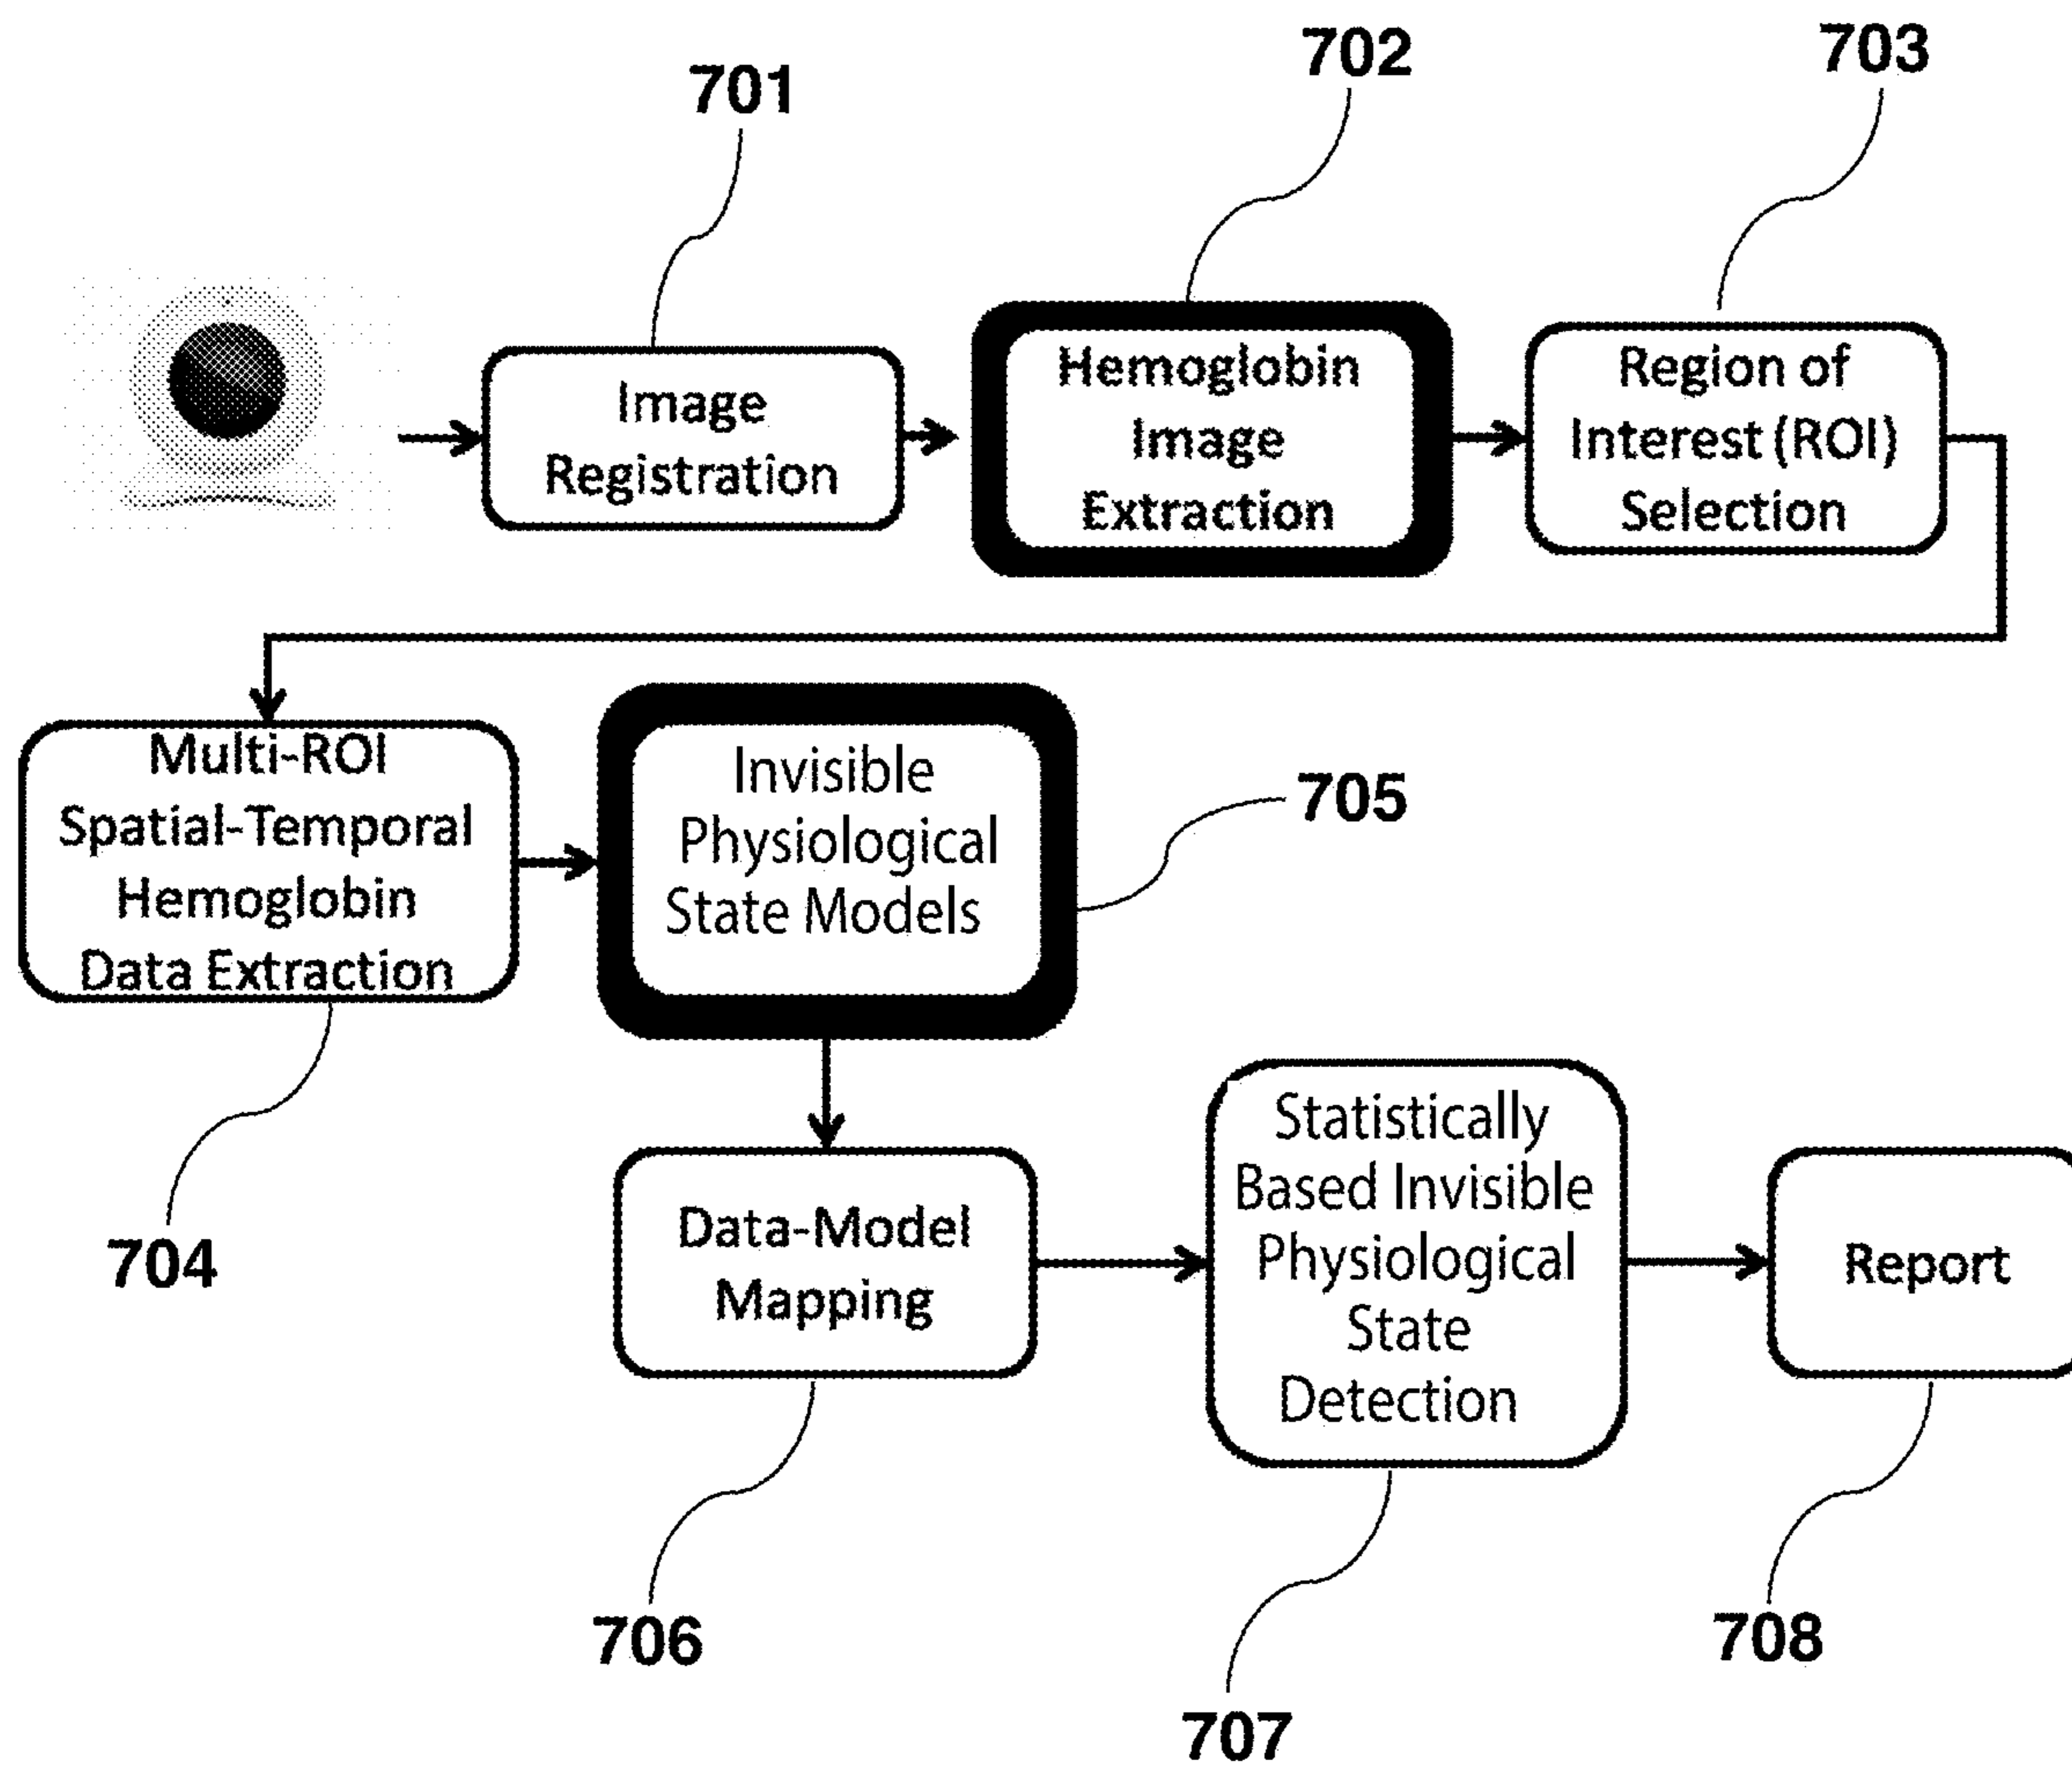 701
702
703
Image
Registration
Hemoglobin
Image
Extraction
Region of
Interest (ROI)
Selection
Multi-ROI
Spatial-Temporal
Hemoglobin
Data Extraction
704
Invisible
Physiological
State Models
705
Data-Model
Mapping
706
Statistically
Based Invisible
Physiological
State
Detection
707
Report
708